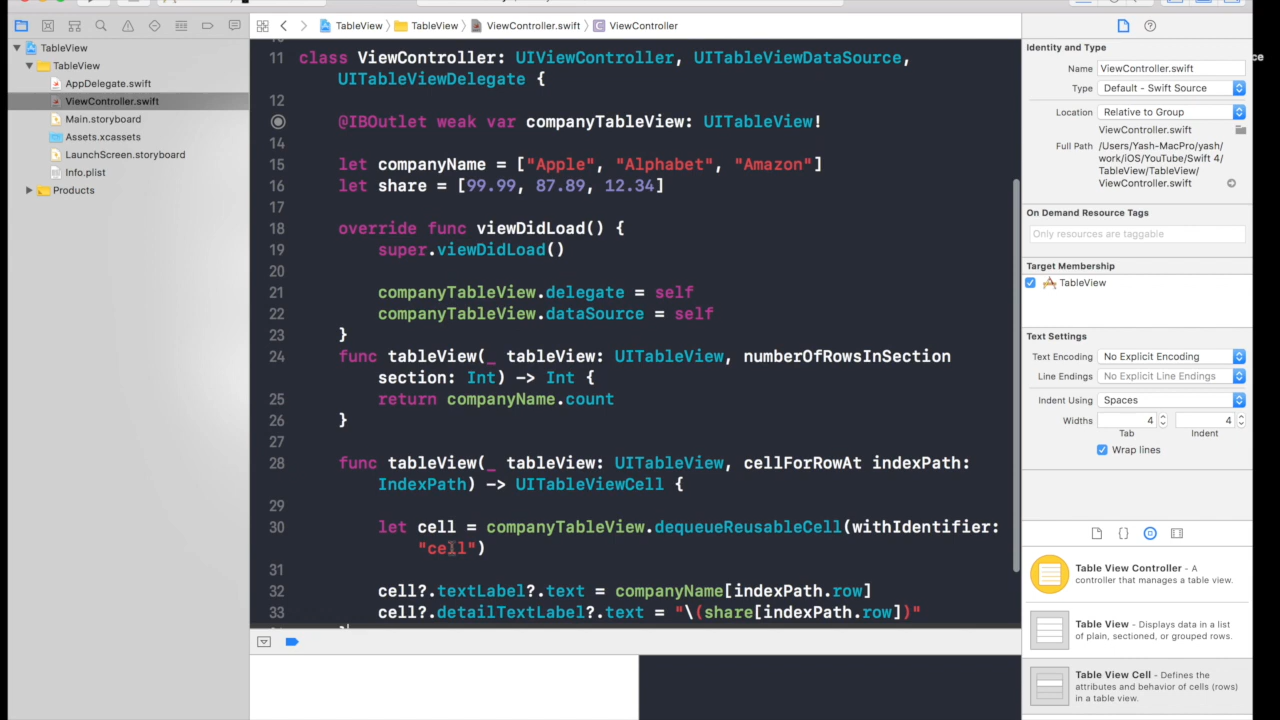 TableView
TableView
ViewController.swift
ViewController
TableView
TableView
AppDelegate.swift
ViewController.swift
Main.storyboard
Assets.xcassets
LaunchScreen.storyboard
Info.plist
Products
11 class ViewController: UIViewController, UITableViewDataSource,
UITableViewDelegate {
12
@IBOutlet weak var companyTableView: UITableView!
14
15 let companyName = ["Apple", "Alphabet", "Amazon"]
16 let share = [99.99, 87.89, 12.34]
17
18 override func viewDidLoad() {
19 super.viewDidLoad()
20
21 companyTableView.delegate = self
22 companyTableView.dataSource = self
23 }
24 func tableView(_ tableView: UITableView, numberOfRowsInSection
section: Int) -> Int {
25 return companyName.count
26 }
27
28 func tableView(_ tableView: UITableView, cellForRowAt indexPath:
IndexPath) -> UITableViewCell {
29
30 let cell = companyTableView.dequeueReusableCell(withIdentifier:
"cell")
31
32 cell?.textLabel?.text = companyName[indexPath.row]
33 cell?.detailTextLabel?.text = "\(share[indexPath.row])"
Identity and Type
Name ViewController.swift
Type Default - Swift Source
Location Relative to Group
ViewController.swift
Full Path /Users/Yash-MacPro/yash/
work/iOS/YouTube/Swift 4/
TableView/TableView/
ViewController.swift
On Demand Resource Tags
Only resources are taggable
Target Membership
TableView
Text Settings
Text Encoding No Explicit Encoding
Line Endings No Explicit Line Endings
Indent Using Spaces
Widths 4 4
Tab Indent
Wrap lines
Table View Controller - A
controller that manages a table view.
Table View - Displays data in a list
of plain, sectioned, or grouped rows.
Table View Cell - Defines the
attributes and behavior of cells (rows)
in a table view.